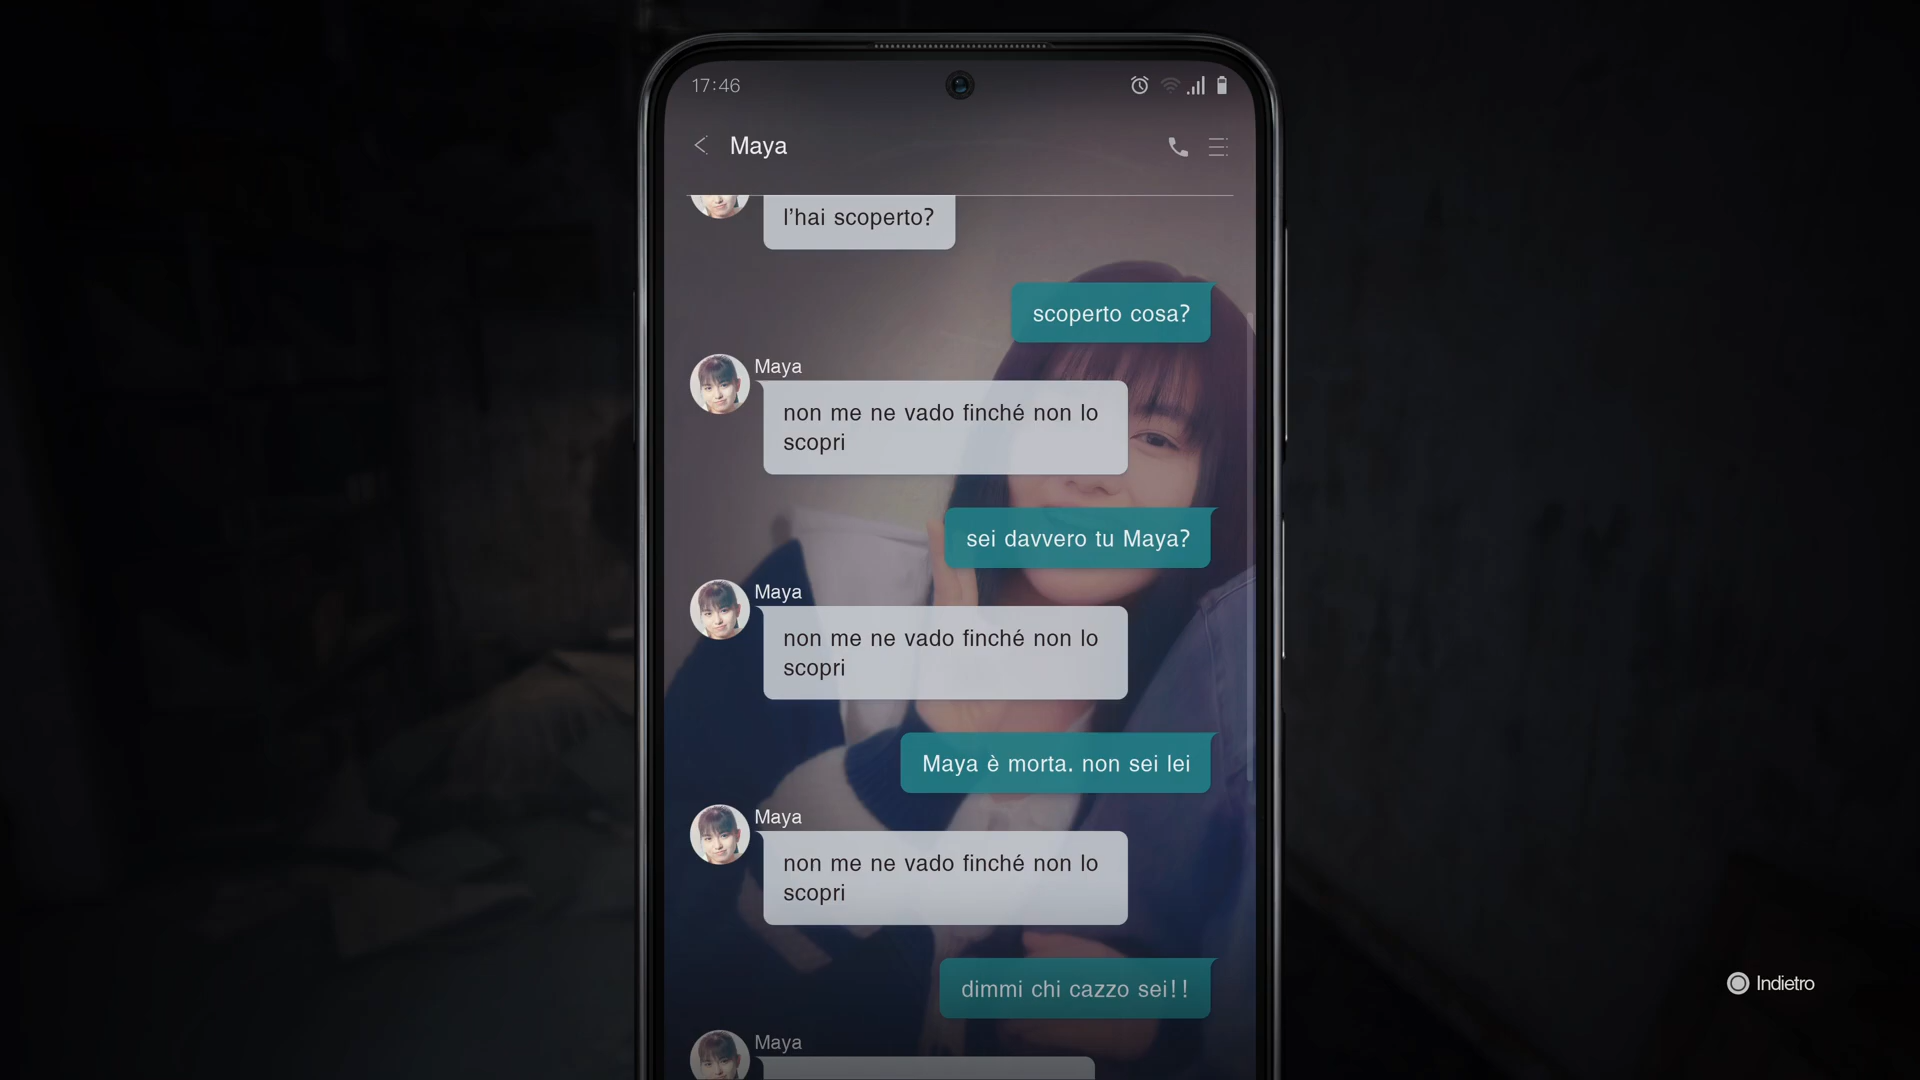 17:46
Maya
l'hai scoperto?
scoperto cosa?
Maya
non me ne vado finché non lo
scopri
sei davvero tu Maya?
Maya
non me ne vado finché non lo
scopri
Maya è morta. non sei lei
Maya
non me ne vado finché non lo
scopri
dimmi chi cazzo sei!!
Indietro
Maya